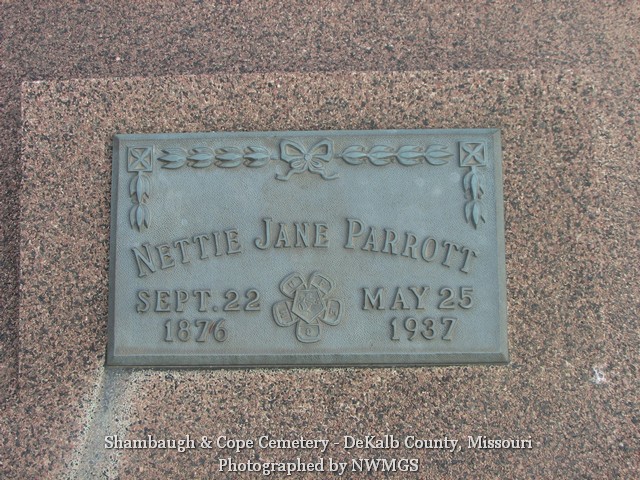 NETTIE JANE PARROTT
SEPT. 22 MAY 25
1876 1937
Shambaugh & Cope Cemetery - DeKalb County, Missouri
Photographed by NWMGS